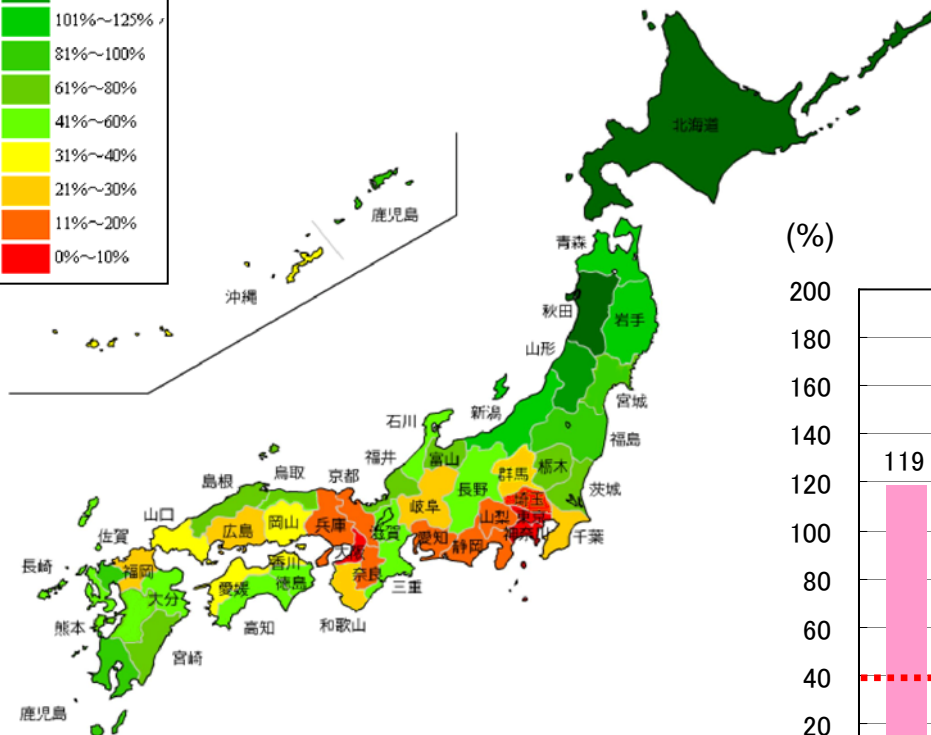 101%～125%
81%～100%
61%～80%
41%～60%
31%～40%
21%～30%
11%～20%
0%～10%
北海道
鹿児島
沖縄
青森
秋田
岩手
山形
宮城
新潟
福島
石川
富山
福井
群馬
栃木
茨城
長野
埼玉
東京
神奈川
山梨
千葉
岐阜
愛知
静岡
滋賀
三重
京都
兵庫
大阪
奈良
和歌山
鳥取
島根
岡山
広島
山口
香川
徳島
愛媛
高知
佐賀
福岡
長崎
大分
熊本
宮崎
鹿児島
(%)
200
180
160
140
119
120
100
80
60
40
20